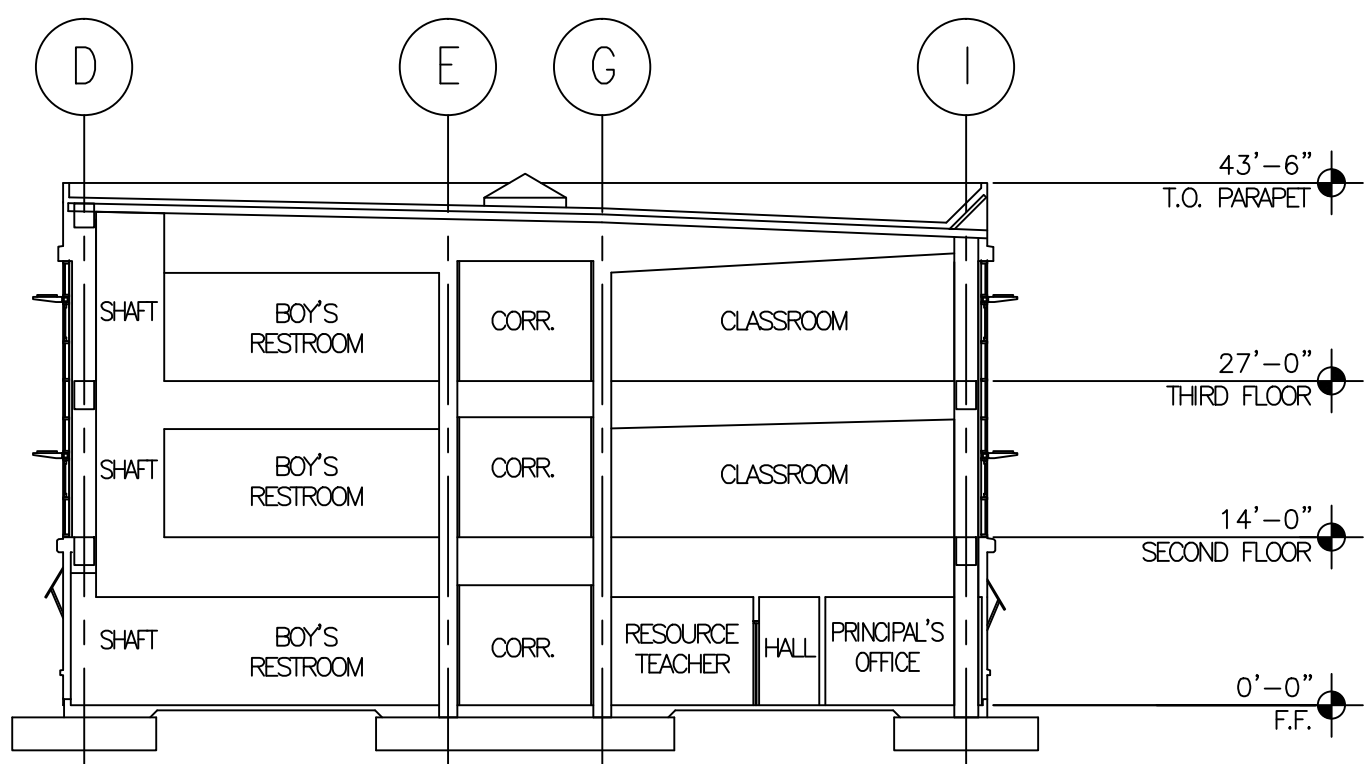 D
E
G
I
43'-6"
T.O. PARAPET
SHAFT
BOY'S
RESTROOM
CORR.
CLASSROOM
27'-0"
THIRD FLOOR
SHAFT
BOY'S
RESTROOM
CORR.
CLASSROOM
14'-0"
SECOND FLOOR
SHAFT
BOY'S
RESTROOM
CORR.
RESOURCE
TEACHER
HALL
PRINCIPAL'S
OFFICE
0'-0"
F.F.